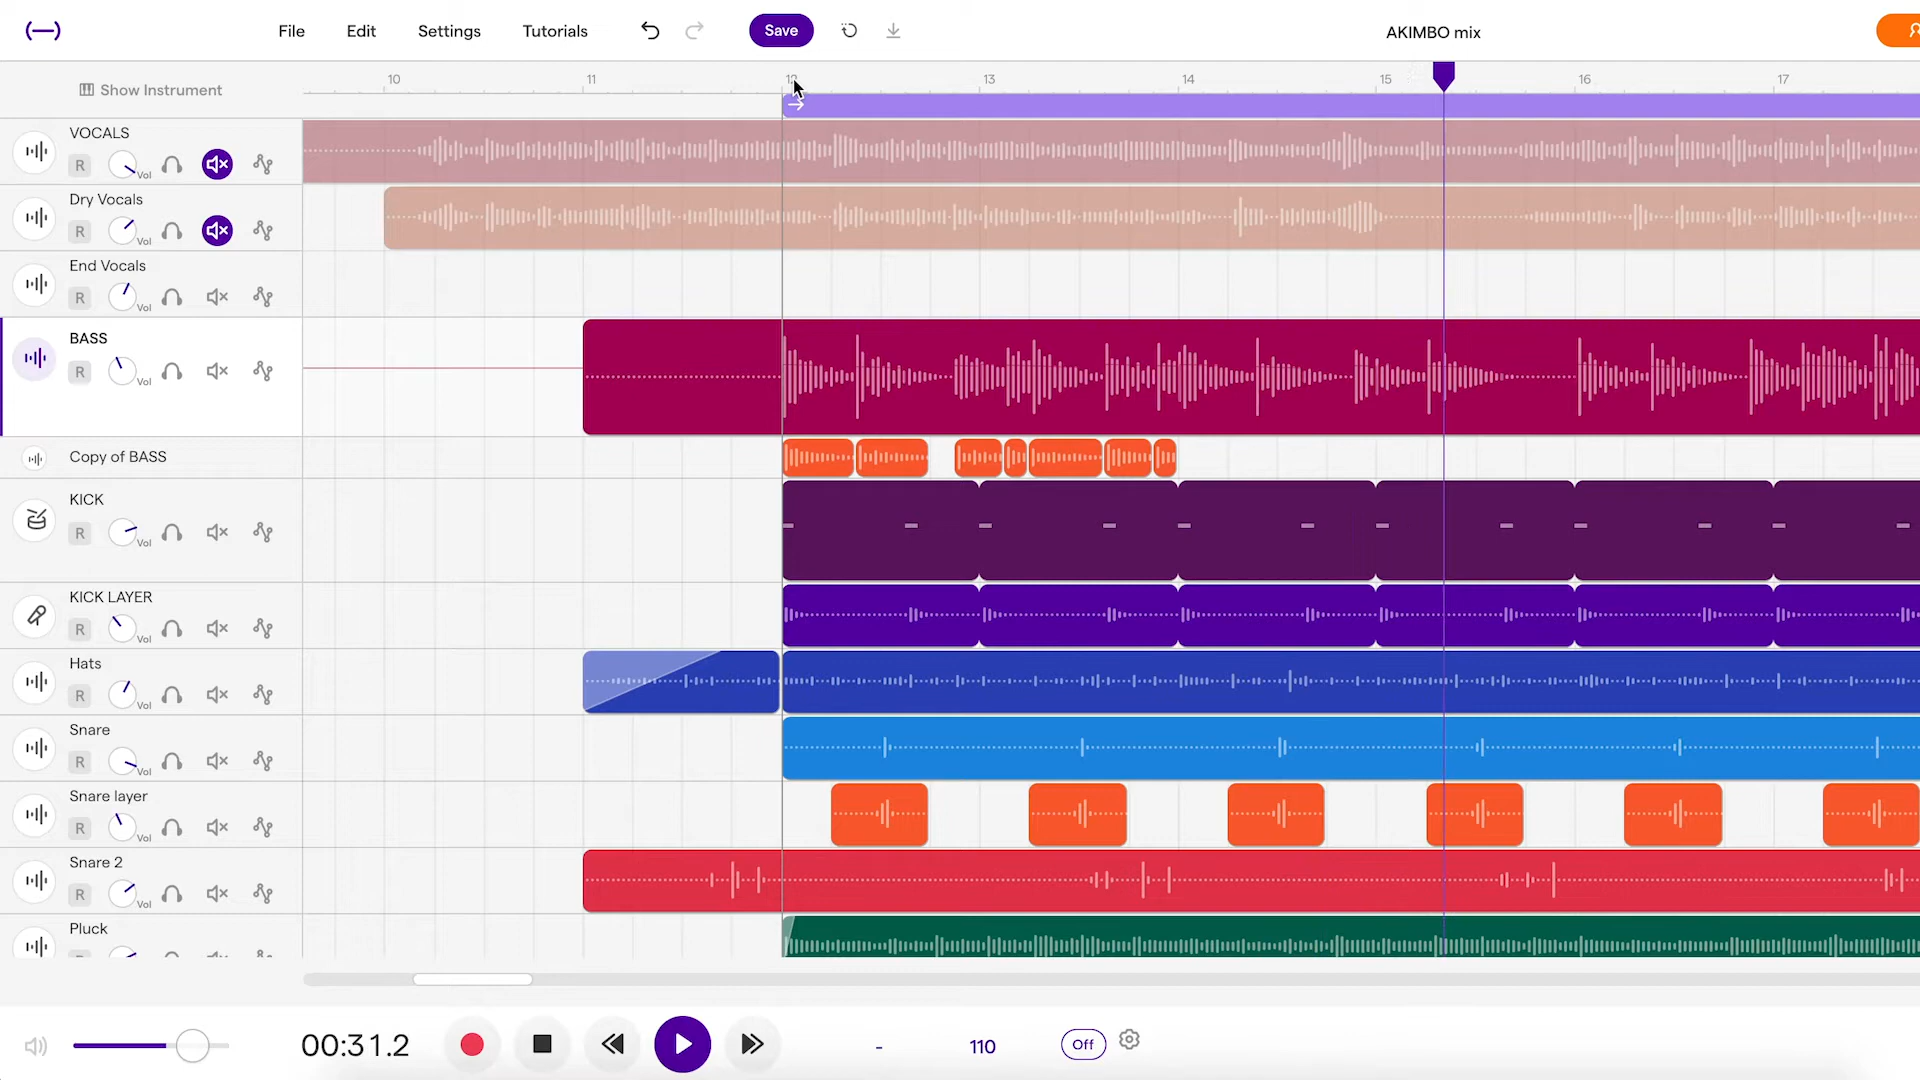 File Edit Settings Tutorials Save AKIMBO mix
Show Instrument 10 11 12 13 14 15 16 17
VOCALS
R Vol
Dry Vocals
R Vol
End Vocals
R Vol
BASS
R Vol
Copy of BASS
KICK
R Vol
KICK LAYER
R Vol
Hats
R Vol
Snare
R Vol
Snare layer
R Vol
Snare 2
R Vol
Pluck
00:31.2 - 110 Off